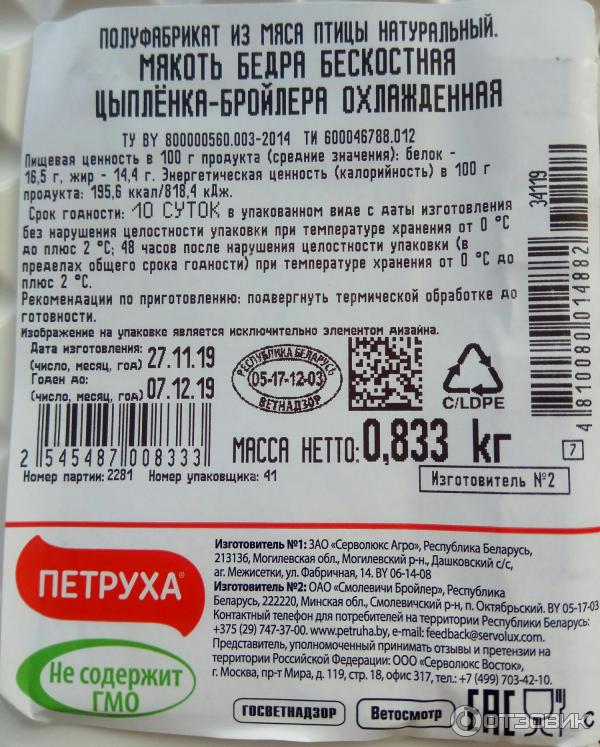 ПОЛУФАБРИКАТ ИЗ МЯСА ПТИЦЫ НАТУРАЛЬНЫЙ.
МЯКОТЬ БЕДРА БЕСКОСТНАЯ
ЦЫПЛЁНКА-БРОЙЛЕРА ОХЛАЖДЕННАЯ
ТУ BY 800000560.003-2014 ТИ 600046788.012
Пищевая ценность в 100 г продукта (средние значения): белок -
16,5 г, жир - 14,4 г. Энергетическая ценность (калорийность) в 100 г
продукта: 195,6 ккал/818,4 кДж.
Срок годности: 10 СУТОК в упакованном виде с даты изготовления
без нарушения целостности упаковки при температуре хранения от 0 °С
до плюс 2 °С; 48 часов после нарушения целостности упаковки (в
пределах общего срока годности) при температуре хранения от 0 °С до
плюс 2 °С.
Рекомендации по приготовлению: подвергнуть термической обработке до
готовности.
Изображение на упаковке является исключительно элементом дизайна.
Дата изготовления:
(число, месяц, год) 27.11.19
Годен до:
(число, месяц, год) 07.12.19
РЕСПУБЛИКА БЕЛАРУСЬ
05-17-12-03
ВЕТНАДЗОР
C/LDPE
34119
4 810080 014882
7
2 545487 008333
МАССА НЕТТО: 0,833 кг
Номер партии: 2281 Номер упаковщика: 41
Изготовитель №2
ПЕТРУХА®
Не содержит
ГМО
Изготовитель №1: ЗАО «Серволюкс Агро», Республика Беларусь,
213136, Могилевская обл., Могилевский р-н., Дашковский с/с,
аг. Межисетки, ул. Фабричная, 14. BY 06-14-08
Изготовитель №2: ОАО «Смолевичи Бройлер», Республика
Беларусь, 222220, Минская обл., Смолевичский р-н, п. Октябрьский. BY 05-17-03
Контактный телефон для потребителей на территории Республики Беларусь:
+375 (29) 747-37-00. www.petruha.by, e-mail: feedback@servolux.com.
Представитель, уполномоченный принимать отзывы и претензии на
территории Российской Федерации: ООО «Серволюкс Восток»,
г. Москва, пр-т Мира, д. 119, стр. 18, офис 317, тел.: +7 (499) 703-42-10.
ГОСВЕТНАДЗОР
Ветосмотр
EAC
С
ОТЗОВИК